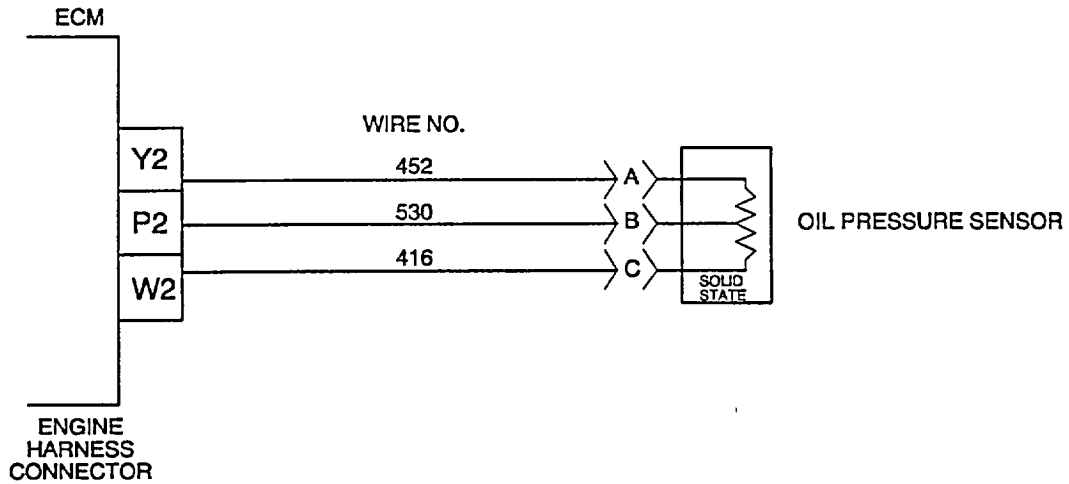 ECM
WIRE NO.
Y2
452
A
P2
530
B
OIL PRESSURE SENSOR
W2
416
C
SOLID
STATE
ENGINE
HARNESS
CONNECTOR